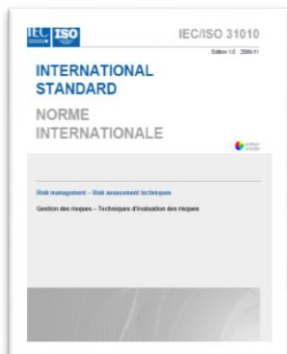 IEC ISO
IEC/ISO 31010
Edition 1.0 2009-11
INTERNATIONAL
STANDARD
NORME
INTERNATIONALE
Risk management – Risk assessment techniques
Gestion des risques – Techniques d'évaluation des risques